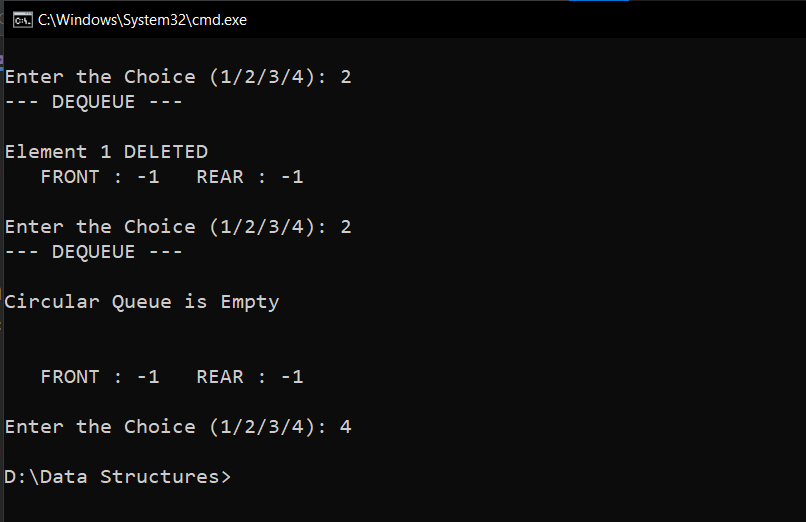 C:\Windows\System32\cmd.exe
Enter the Choice (1/2/3/4): 2
--- DEQUEUE ---
Element 1 DELETED
FRONT : -1   REAR : -1
Enter the Choice (1/2/3/4): 2
--- DEQUEUE ---
Circular Queue is Empty
FRONT : -1   REAR : -1
Enter the Choice (1/2/3/4): 4
D:\Data Structures>